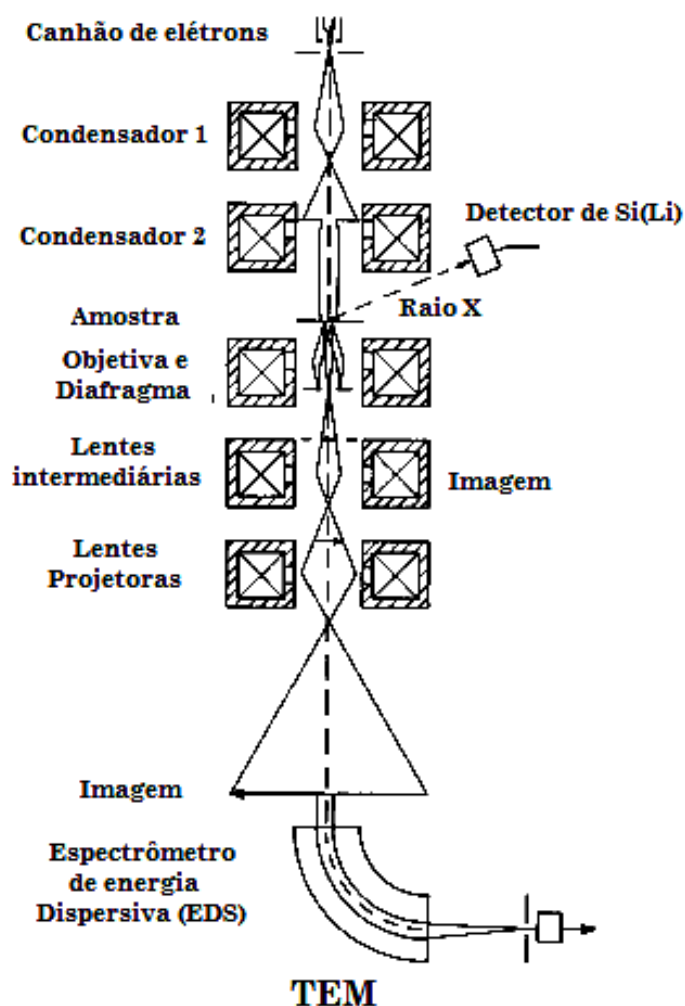 Canhão de elétrons
Condensador 1
Condensador 2
Detector de Si(Li)
Raio X
Amostra
Objetiva e
Diafragma
Lentes
intermediárias
Imagem
Lentes
Projetoras
Imagem
Espectrômetro
de energia
Dispersiva (EDS)
TEM